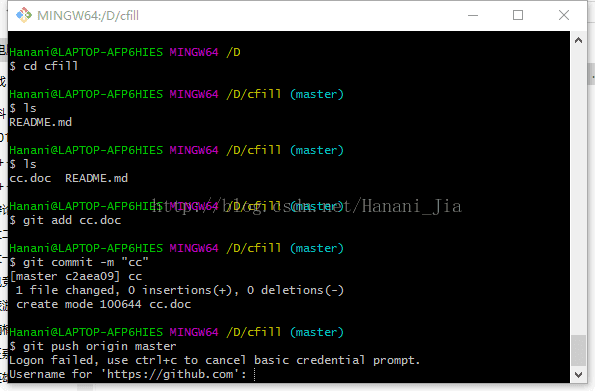 MINGW64:/D/cfill
Hanani@LAPTOP-AFP6HIES MINGW64 /D
$ cd cfill
Hanani@LAPTOP-AFP6HIES MINGW64 /D/cfill (master)
$ ls
README.md
Hanani@LAPTOP-AFP6HIES MINGW64 /D/cfill (master)
$ ls
cc.doc  README.md
Hanani@LAPTOP-AFP6HIES MINGW64 /D/cfill (master)
http://blog.csdn.net/Hanani_Jia
$ git add cc.doc
Hanani@LAPTOP-AFP6HIES MINGW64 /D/cfill (master)
$ git commit -m "cc"
[master c2aea09] cc
 1 file changed, 0 insertions(+), 0 deletions(-)
 create mode 100644 cc.doc
Hanani@LAPTOP-AFP6HIES MINGW64 /D/cfill (master)
$ git push origin master
Logon failed, use ctrl+c to cancel basic credential prompt.
Username for 'https://github.com':